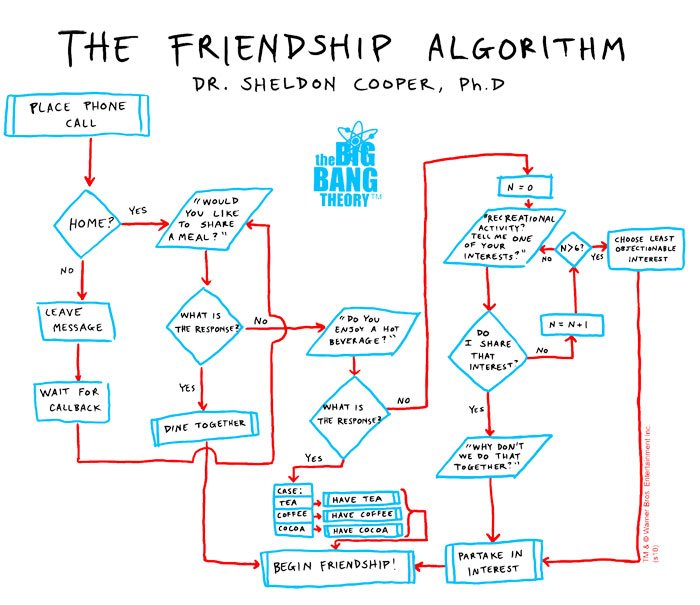 THE FRIENDSHIP ALGORITHM
DR. SHELDON COOPER, Ph.D
PLACE PHONE
CALL
the BIG
BANG
THEORY™
HOME?
YES
NO
LEAVE
MESSAGE
WAIT FOR
CALLBACK
"WOULD
YOU LIKE
TO SHARE
A MEAL?"
WHAT IS
THE RESPONSE?
NO
YES
DINE TOGETHER
"DO YOU
ENJOY A HOT
BEVERAGE?"
WHAT IS
THE RESPONSE?
NO
YES
CASE:
TEA
HAVE TEA
COFFEE
HAVE COFFEE
COCOA
HAVE COCOA
BEGIN FRIENDSHIP!
N = 0
"RECREATIONAL
ACTIVITY?
TELL ME ONE
OF YOUR
INTERESTS?"
N>6?
NO
YES
CHOOSE LEAST
OBJECTIONABLE
INTEREST
N = N+1
DO
I SHARE
THAT
INTEREST?
NO
YES
"WHY DON'T
WE DO THAT
TOGETHER?"
PARTAKE IN
INTEREST
TM & © Warner Bros. Entertainment Inc.
(s10)